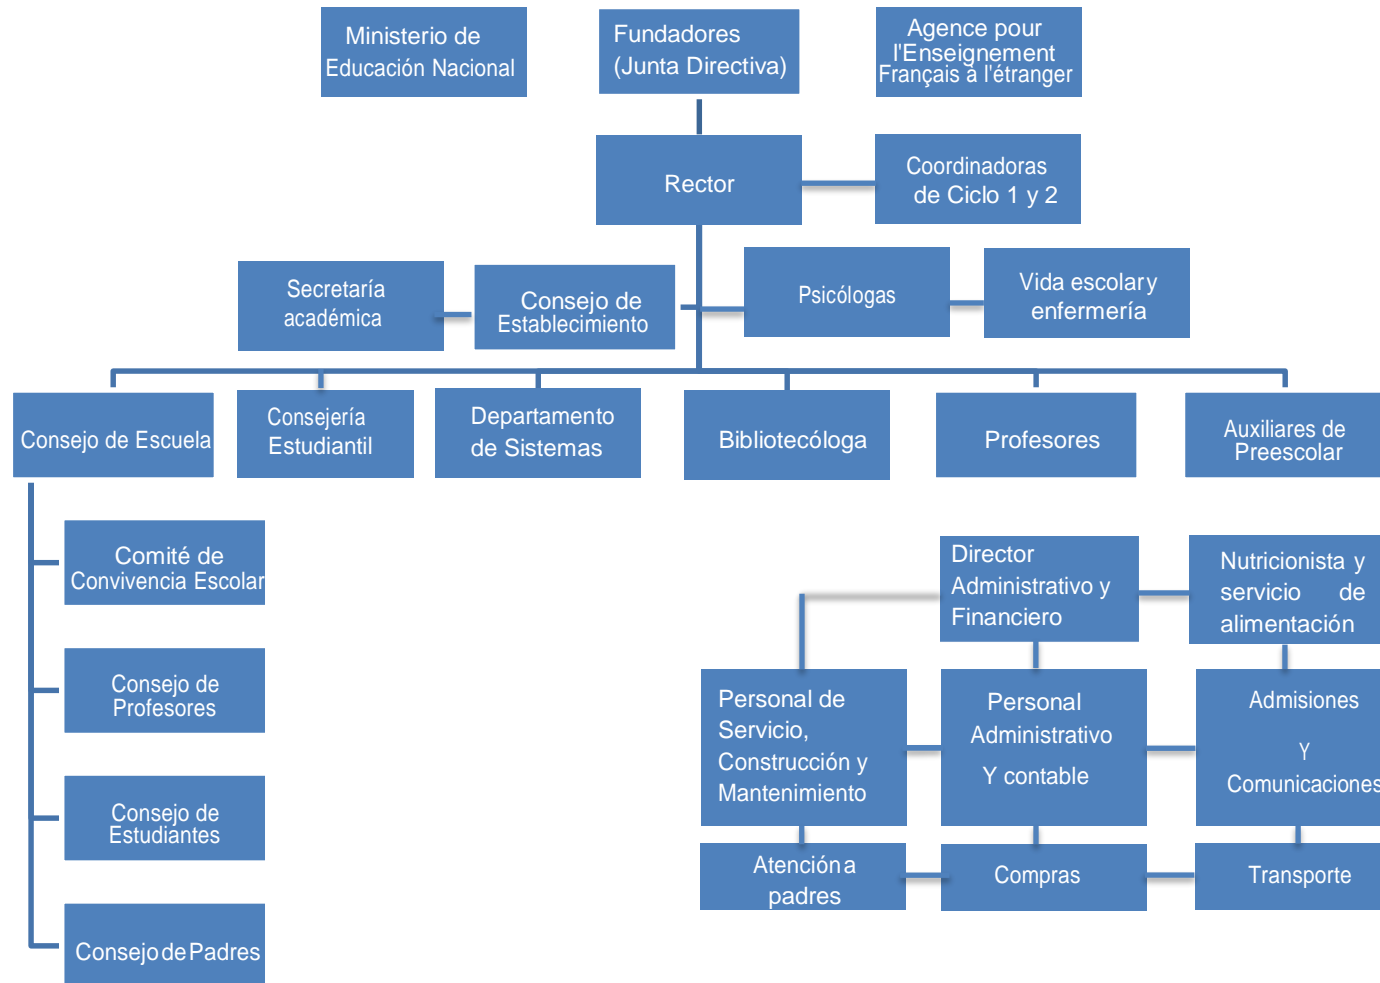 Ministerio de
Educación Nacional
Fundadores
(Junta Directiva)
Agence pour
l'Enseignement
Français à l'étranger
Rector
Coordinadoras
de Ciclo 1 y 2
Secretaría
académica
Consejo de
Establecimiento
Psicólogas
Vida escolar y
enfermería
Consejo de Escuela
Consejería
Estudiantil
Departamento
de Sistemas
Bibliotecóloga
Profesores
Auxiliares de
Preescolar
Comité de
Convivencia Escolar
Consejo de
Profesores
Consejo de
Estudiantes
Consejo de Padres
Director
Administrativo y
Financiero
Nutricionista y
servicio de
alimentación
Personal de
Servicio,
Construcción y
Mantenimiento
Personal
Administrativo
Y contable
Admisiones
Y
Comunicaciones
Atención a
padres
Compras
Transporte